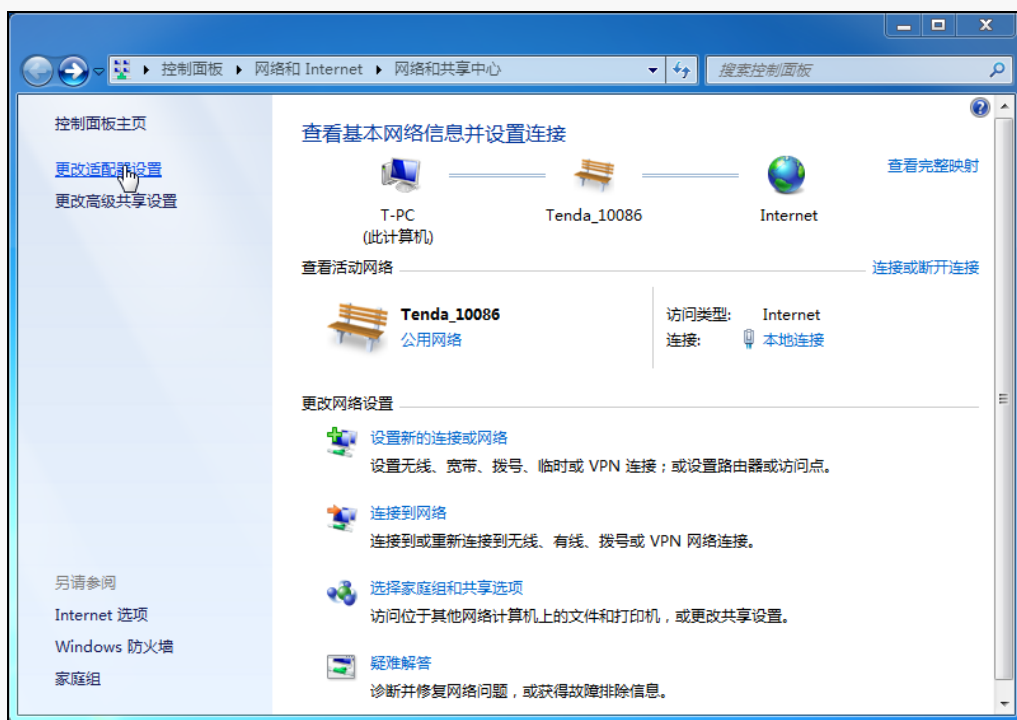 控制面板 网络和 Internet 网络和共享中心
搜索控制面板
控制面板主页
更改适配器设置
更改高级共享设置
查看基本网络信息并设置连接
查看完整映射
T-PC
(此计算机)
Tenda_10086
Internet
查看活动网络
连接或断开连接
Tenda_10086
公用网络
访问类型: Internet
连接: 本地连接
更改网络设置
设置新的连接或网络
设置无线、宽带、拨号、临时或 VPN 连接；或设置路由器或访问点。
连接到网络
连接到或重新连接到无线、有线、拨号或 VPN 网络连接。
选择家庭组和共享选项
访问位于其他网络计算机上的文件和打印机，或更改共享设置。
疑难解答
诊断并修复网络问题，或获得故障排除信息。
另请参阅
Internet 选项
Windows 防火墙
家庭组